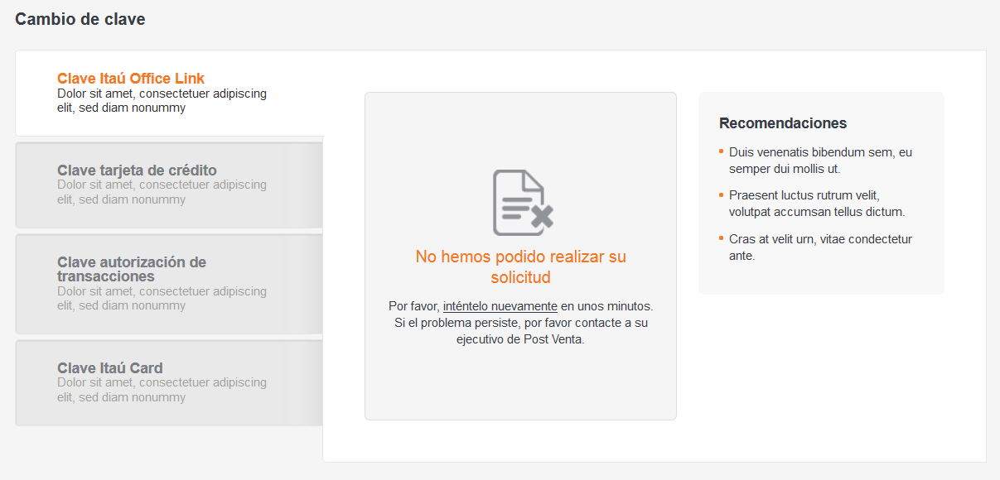 Cambio de clave
Clave Itaú Office Link
Dolor sit amet, consectetuer adipiscing
elit, sed diam nonummy
Clave tarjeta de crédito
Dolor sit amet, consectetuer adipiscing
elit, sed diam nonummy
Clave autorización de
transacciones
Dolor sit amet, consectetuer adipiscing
elit, sed diam nonummy
Clave Itaú Card
Dolor sit amet, consectetuer adipiscing
elit, sed diam nonummy
No hemos podido realizar su
solicitud
Por favor, inténtelo nuevamente en unos minutos.
Si el problema persiste, por favor contacte a su
ejecutivo de Post Venta.
Recomendaciones
Duis venenatis bibendum sem, eu
semper dui mollis ut.
Praesent luctus rutrum velit,
volutpat accumsan tellus dictum.
Cras at velit urn, vitae condectetur
ante.